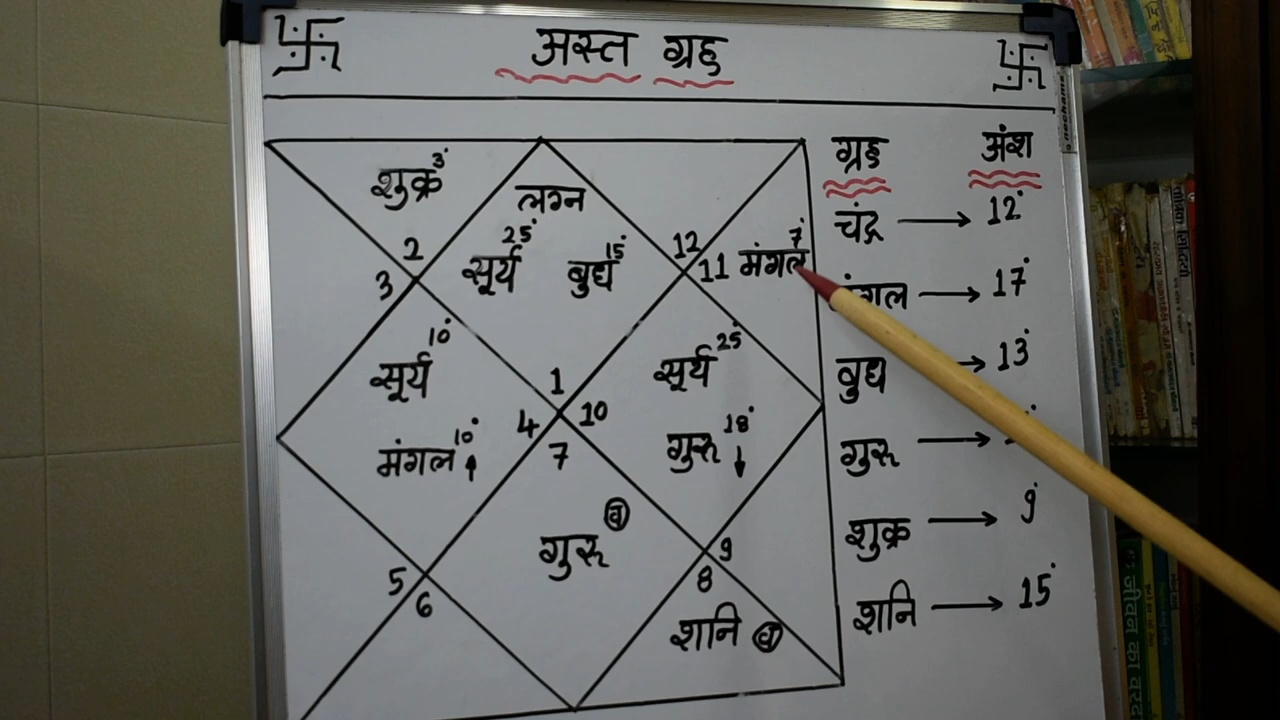 अस्त ग्रह
शुक्र 3°
लग्न
सूर्य 25° बुध 15°
2
3
12
11 मंगल 7°
सूर्य 10°
मंगल 10° ↑
1
4
10
7
सूर्य 25°
गुरु 18° ↓
गुरु
5
6
9
8
शनि
ग्रह अंश
चंद्र → 12°
→ 17°
बुध → 13°
गुरु →
शुक्र → 9°
शनि → 15°
जीवन का